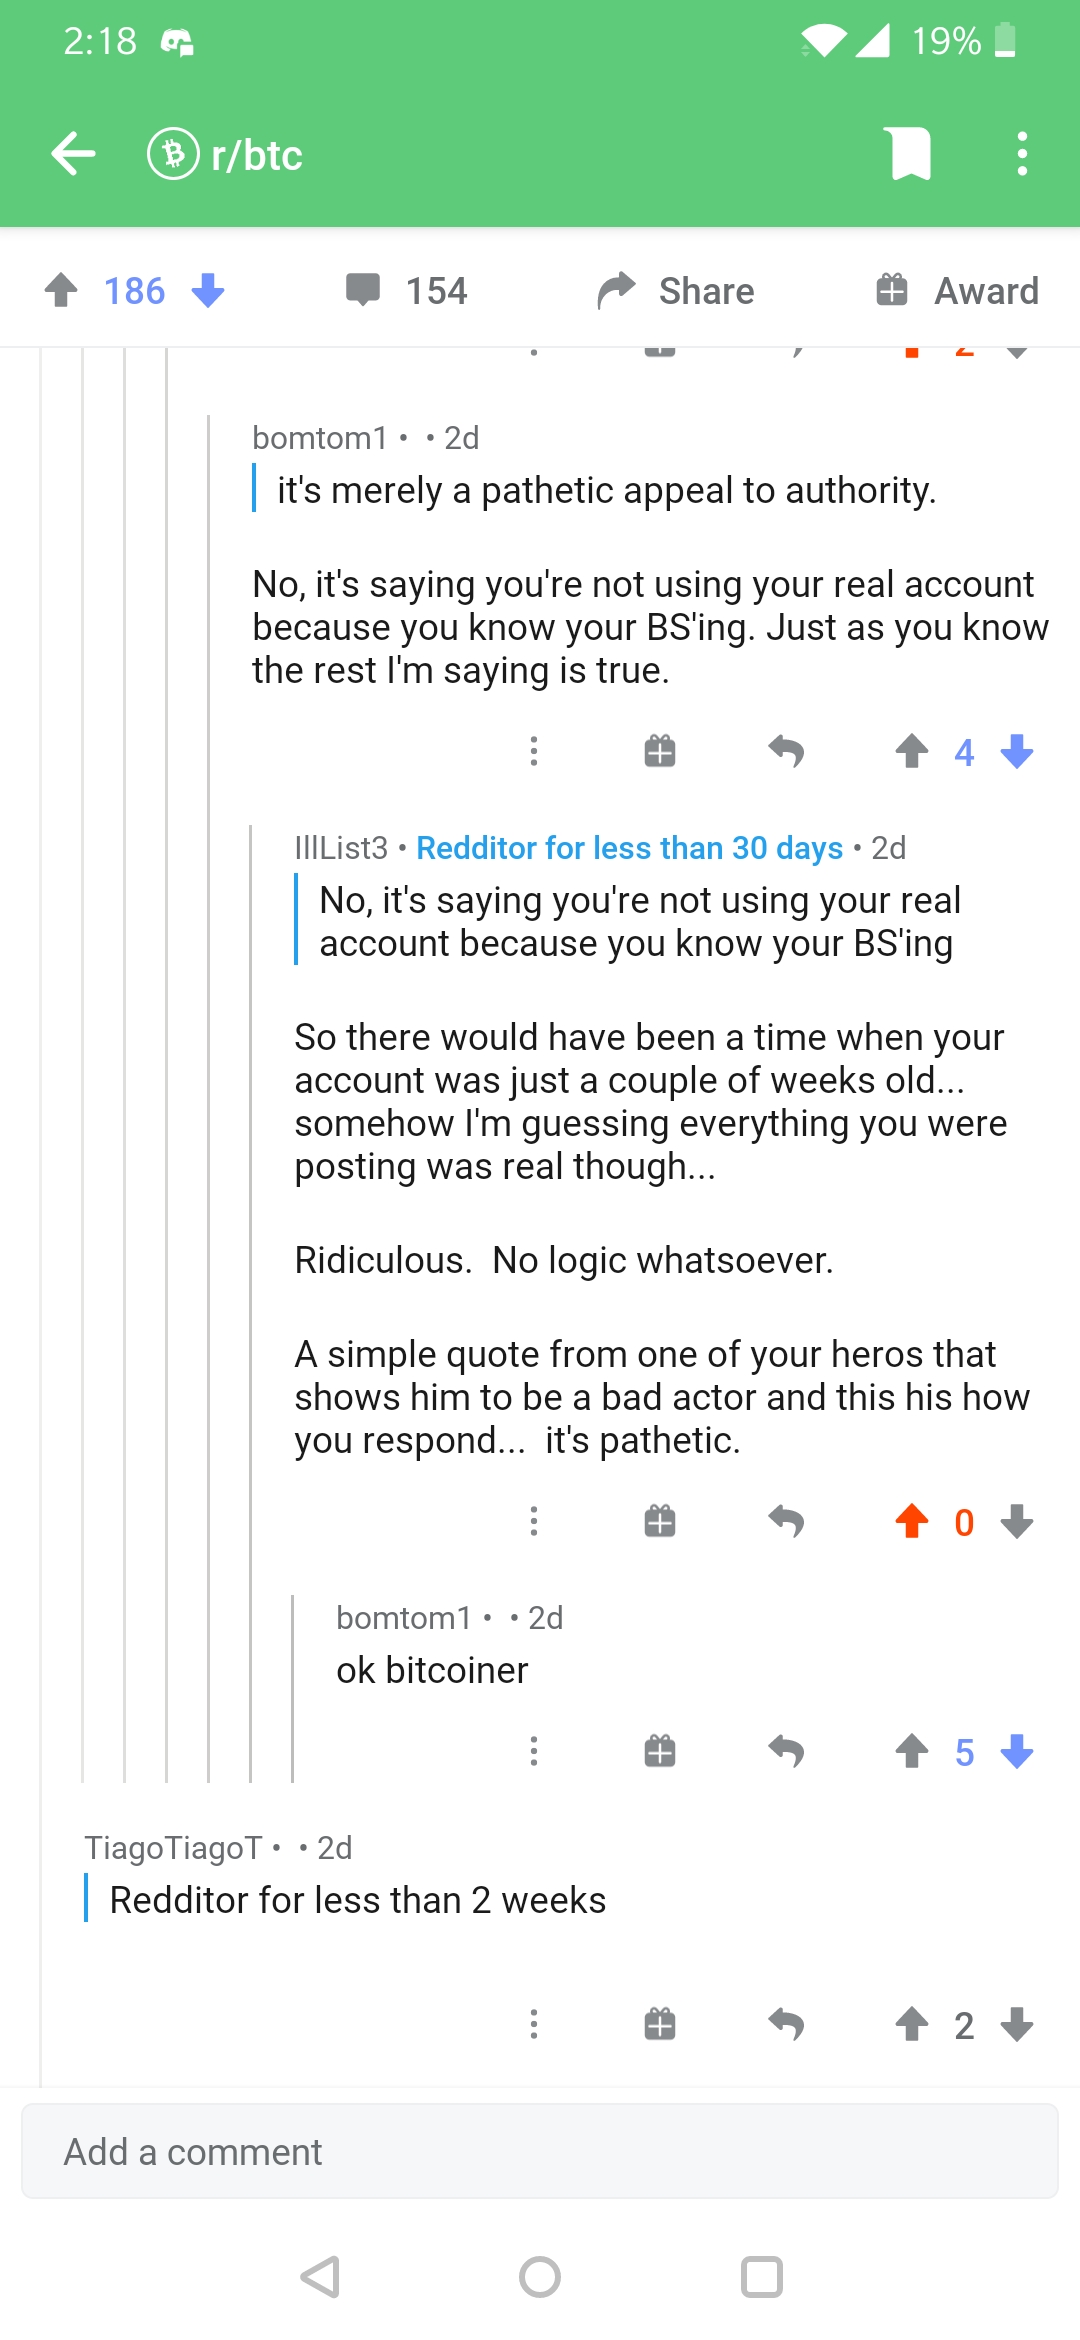 2:18
19%
r/btc
186
154
Share
Award
2
bomtom1 • • 2d
it's merely a pathetic appeal to authority.
No, it's saying you're not using your real account
because you know your BS'ing. Just as you know
the rest I'm saying is true.
4
IllList3 • Redditor for less than 30 days • 2d
No, it's saying you're not using your real
account because you know your BS'ing
So there would have been a time when your
account was just a couple of weeks old...
somehow I'm guessing everything you were
posting was real though...
Ridiculous.  No logic whatsoever.
A simple quote from one of your heros that
shows him to be a bad actor and this his how
you respond...  it's pathetic.
0
bomtom1 • • 2d
ok bitcoiner
5
TiagoTiagoT • • 2d
Redditor for less than 2 weeks
2
Add a comment